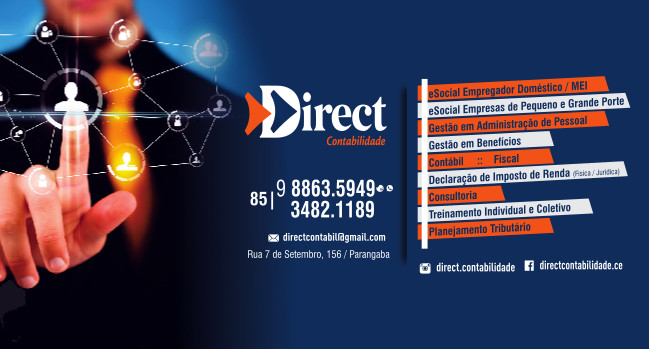 Direct
Contabilidade
85 | 9 8863.5949
3482.1189
directcontabil@gmail.com
Rua 7 de Setembro, 156 / Parangaba
eSocial Empregador Doméstico / MEI
eSocial Empresas de Pequeno e Grande Porte
Gestão em Administração de Pessoal
Gestão em Benefícios
Contábil :: Fiscal
Declaração de Imposto de Renda (Física / Jurídica)
Consultoria
Treinamento Individual e Coletivo
Planejamento Tributário
direct.contabilidade directcontabilidade.ce